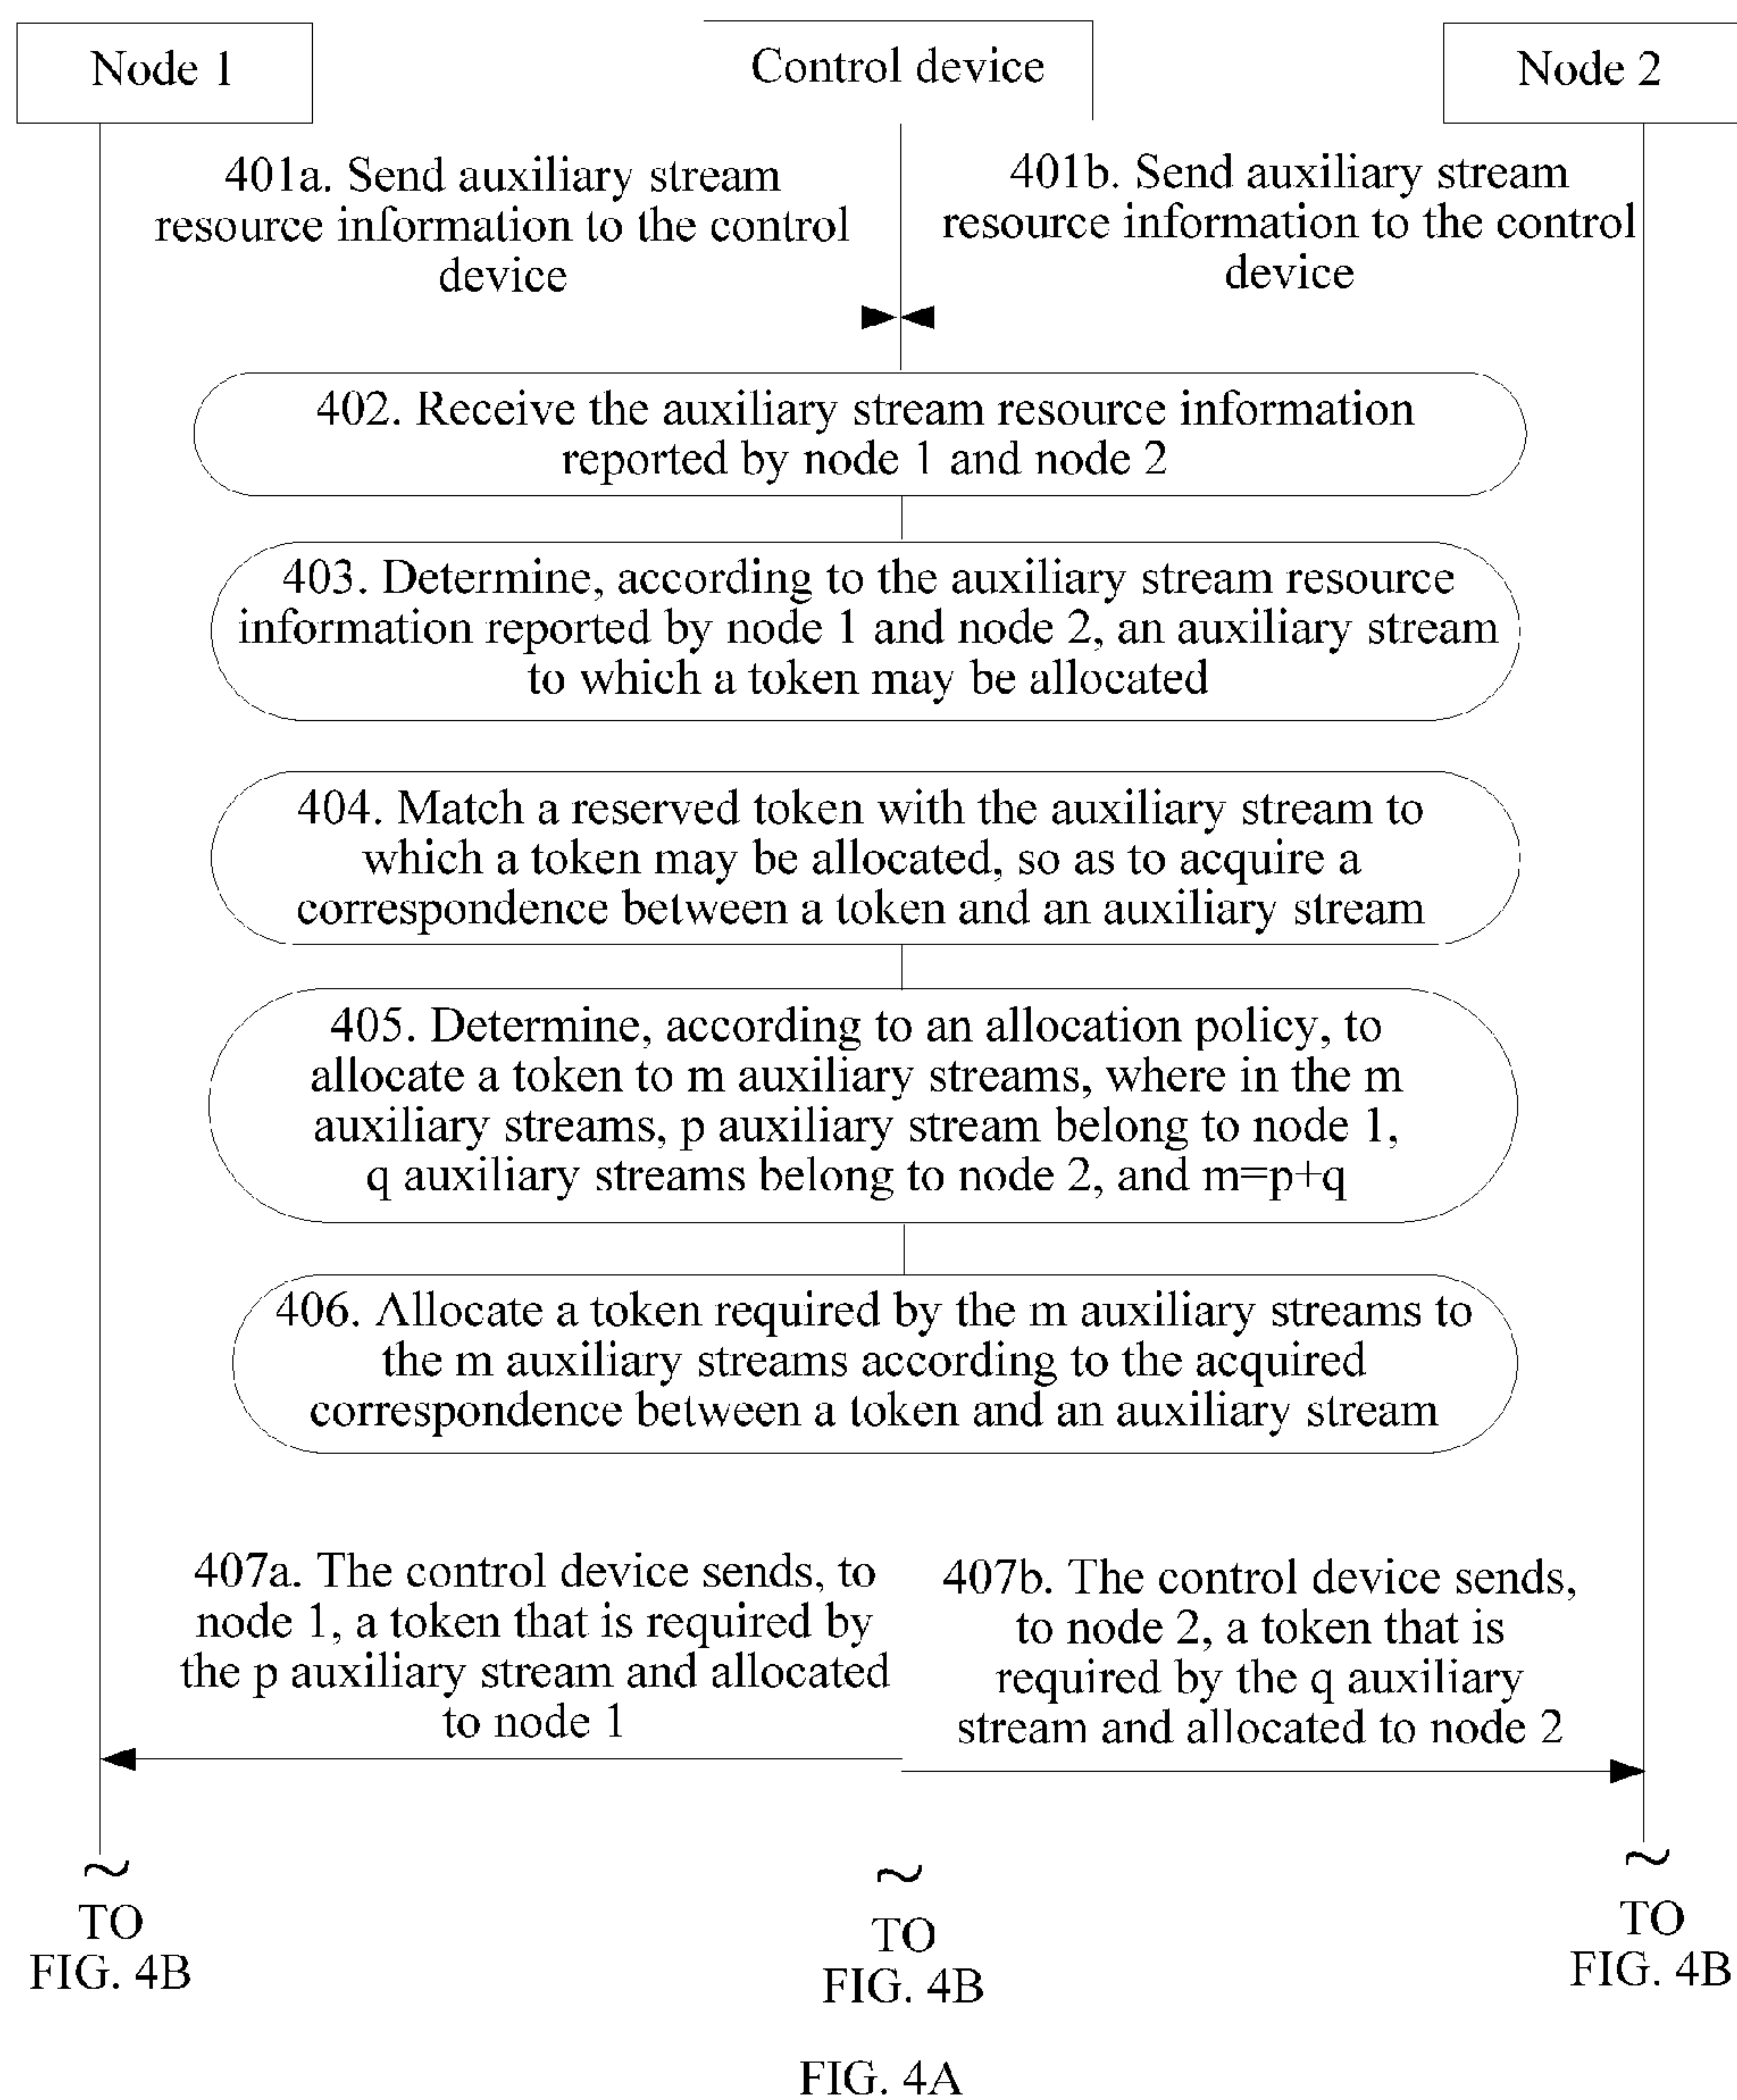 Node 1
Control device
Node 2
401a. Send auxiliary stream
resource information to the control
device
401b. Send auxiliary stream
resource information to the control
device
402. Receive the auxiliary stream resource information
reported by node 1 and node 2
403. Determine, according to the auxiliary stream resource
information reported by node 1 and node 2, an auxiliary stream
to which a token may be allocated
404. Match a reserved token with the auxiliary stream to
which a token may be allocated, so as to acquire a
correspondence between a token and an auxiliary stream
405. Determine, according to an allocation policy, to
allocate a token to m auxiliary streams, where in the m
auxiliary streams, p auxiliary stream belong to node 1,
q auxiliary streams belong to node 2, and m=p+q
406. Allocate a token required by the m auxiliary streams to
the m auxiliary streams according to the acquired
correspondence between a token and an auxiliary stream
407a. The control device sends, to
node 1, a token that is required by
the p auxiliary stream and allocated
to node 1
407b. The control device sends,
to node 2, a token that is
required by the q auxiliary
stream and allocated to node 2
~
TO
FIG. 4B
~
TO
FIG. 4B
~
TO
FIG. 4B
FIG. 4A